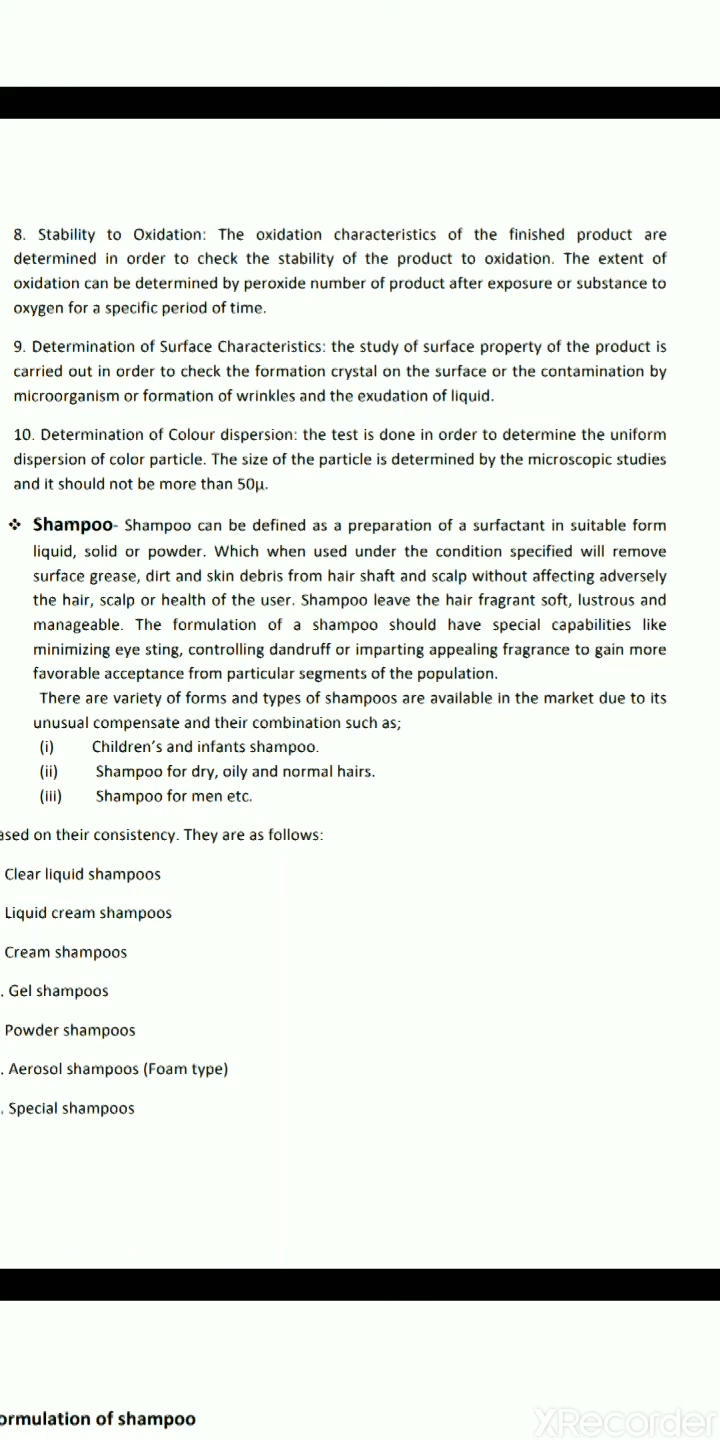 8. Stability to Oxidation: The oxidation characteristics of the finished product are
determined in order to check the stability of the product to oxidation. The extent of
oxidation can be determined by peroxide number of product after exposure or substance to
oxygen for a specific period of time.
9. Determination of Surface Characteristics: the study of surface property of the product is
carried out in order to check the formation crystal on the surface or the contamination by
microorganism or formation of wrinkles and the exudation of liquid.
10. Determination of Colour dispersion: the test is done in order to determine the uniform
dispersion of color particle. The size of the particle is determined by the microscopic studies
and it should not be more than 50μ.
❖ Shampoo- Shampoo can be defined as a preparation of a surfactant in suitable form
liquid, solid or powder. Which when used under the condition specified will remove
surface grease, dirt and skin debris from hair shaft and scalp without affecting adversely
the hair, scalp or health of the user. Shampoo leave the hair fragrant soft, lustrous and
manageable. The formulation of a shampoo should have special capabilities like
minimizing eye sting, controlling dandruff or imparting appealing fragrance to gain more
favorable acceptance from particular segments of the population.
There are variety of forms and types of shampoos are available in the market due to its
unusual compensate and their combination such as;
(i) Children's and infants shampoo.
(ii) Shampoo for dry, oily and normal hairs.
(iii) Shampoo for men etc.
ased on their consistency. They are as follows:
Clear liquid shampoos
Liquid cream shampoos
Cream shampoos
. Gel shampoos
Powder shampoos
. Aerosol shampoos (Foam type)
. Special shampoos
ormulation of shampoo
XRecorder